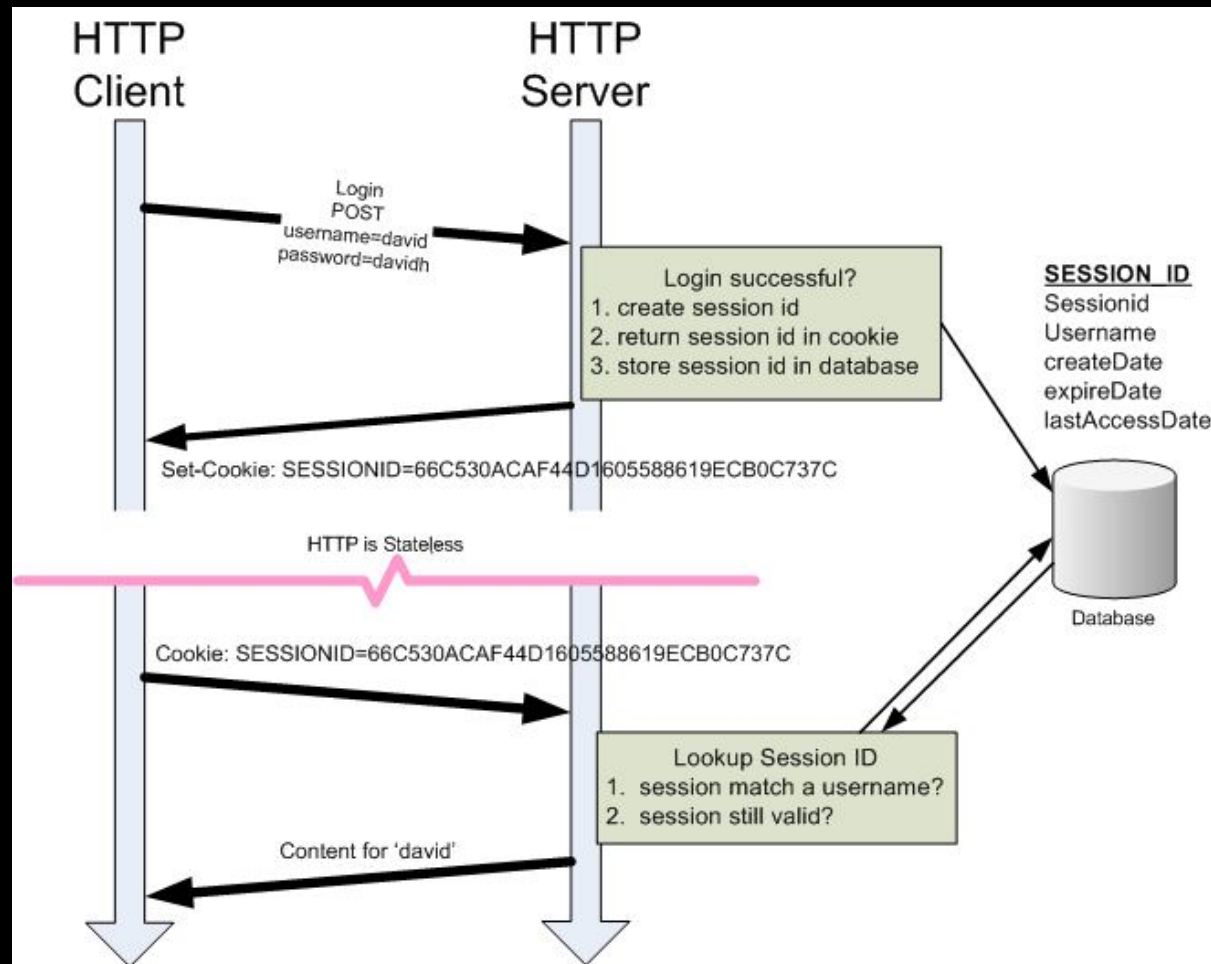 HTTP
Client
HTTP
Server
Login
POST
username=david
password=davidh
Login successful?
1. create session id
2. return session id in cookie
3. store session id in database
SESSION_ID
Sessionid
Username
createDate
expireDate
lastAccessDate
Set-Cookie: SESSIONID=66C530ACAF44D1605588619ECB0C737C
HTTP is Stateless
Database
Cookie: SESSIONID=66C530ACAF44D1605588619ECB0C737C
Lookup Session ID
1. session match a username?
2. session still valid?
Content for ‘david’